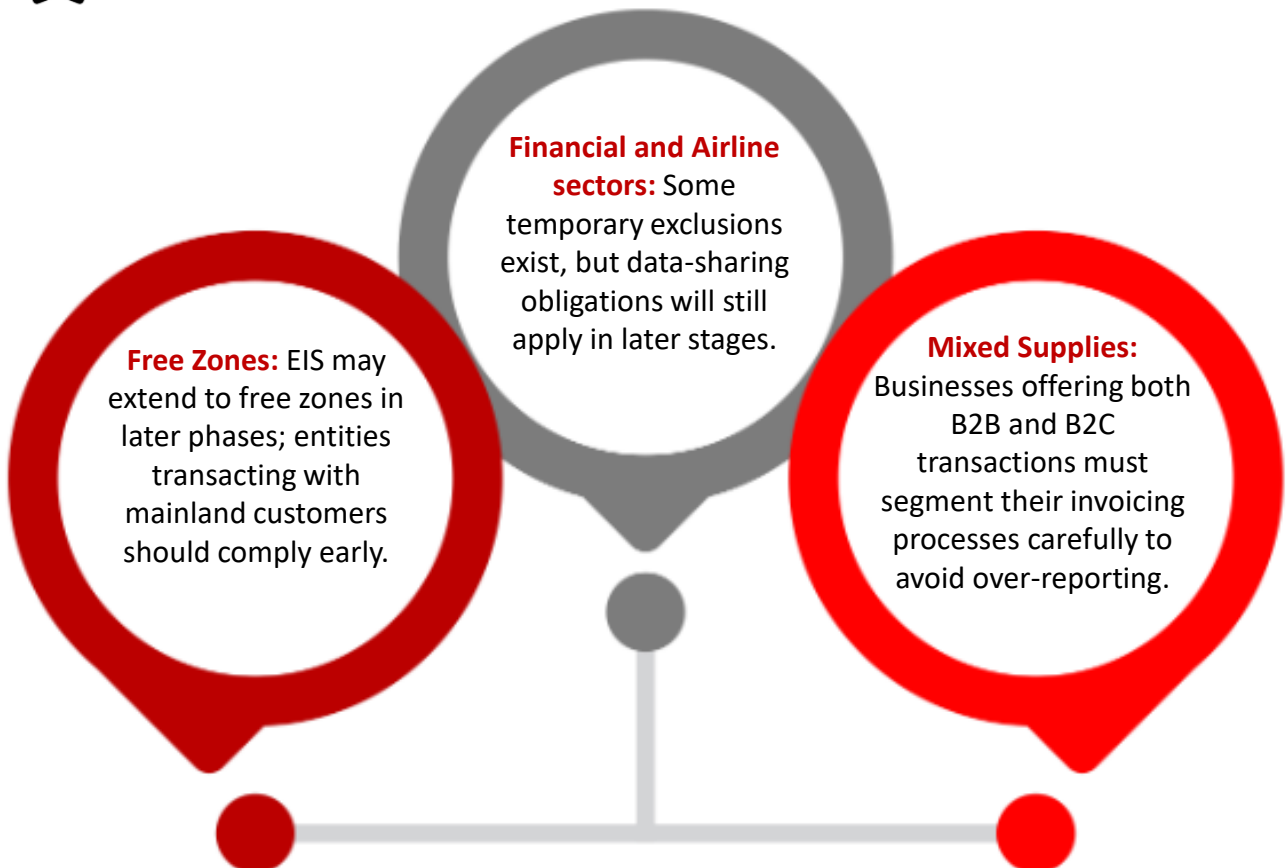 Financial and Airline
sectors: Some
temporary exclusions
exist, but data-sharing
obligations will still
apply in later stages.
Free Zones: EIS may
extend to free zones in
later phases; entities
transacting with
mainland customers
should comply early.
Mixed Supplies:
Businesses offering both
B2B and B2C
transactions must
segment their invoicing
processes carefully to
avoid over-reporting.